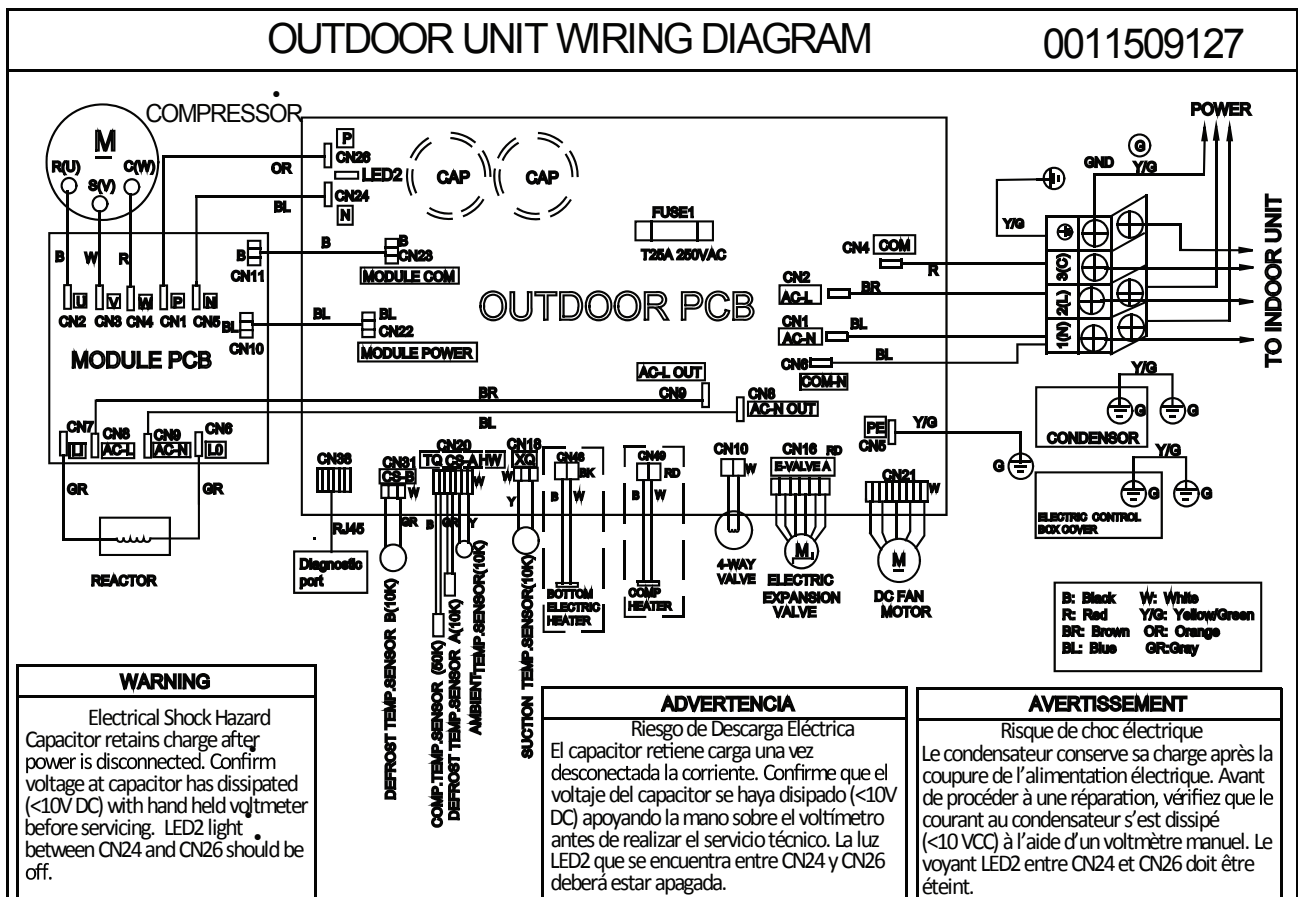 OUTDOOR UNIT WIRING DIAGRAM
0011509127
COMPRESSOR
M
R(U)
C(W)
S(V)
OR
BL
P
CN26
LED2
CN24
N
CAP
CAP
FUSE1
T25A 250VAC
POWER
G
GND
Y/G
Y/G
3(C)
2(L)
1(N)
TO INDOOR UNIT
B
W
R
B
CN11
B
B
CN23
MODULE COM
U
V
W
P
N
CN2
CN3
CN4
CN1
CN5
BL
CN10
BL
BL
CN22
MODULE POWER
MODULE PCB
OUTDOOR PCB
CN4
COM
R
CN2
AC-L
BR
CN1
AC-N
BL
CN6
COM-N
BL
AC-L OUT
CN9
CN8
AC-N OUT
BR
BL
CN7
LI
CN8
AC-L
CN9
AC-N
CN6
L0
GR
GR
REACTOR
CN36
RJ45
Diagnostic
port
CN31
CS-B
W
GR
DEFROST TEMP.SENSOR B(10K)
CN20
TQ CS-AHW
W
B
GR
Y
COMP.TEMP.SENSOR (50K)
DEFROST TEMP.SENSOR A(10K)
AMBIENT TEMP.SENSOR(10K)
CN18
XQ
W
Y
SUCTION TEMP.SENSOR(10K)
CN48
BK
B
W
BOTTOM
ELECTRIC
HEATER
CN49
RD
B
W
COMP
HEATER
CN10
W
4-WAY
VALVE
CN16
RD
E-VALVE A
M
ELECTRIC
EXPANSION
VALVE
CN21
W
M
DC FAN
MOTOR
PE
CN5
Y/G
G
Y/G
G
G
CONDENSOR
Y/G
G
G
ELECTRIC CONTROL
BOX COVER
B: Black
W: White
R: Red
Y/G: Yellow/Green
BR: Brown
OR: Orange
BL: Blue
GR:Gray
WARNING
Electrical Shock Hazard
Capacitor retains charge after
power is disconnected. Confirm
voltage at capacitor has dissipated
(<10V DC) with hand held voltmeter
before servicing. LED2 light
between CN24 and CN26 should be
off.
ADVERTENCIA
Riesgo de Descarga Eléctrica
El capacitor retiene carga una vez
desconectada la corriente. Confirme que el
voltaje del capacitor se haya disipado (<10V
DC) apoyando la mano sobre el voltímetro
antes de realizar el servicio técnico. La luz
LED2 que se encuentra entre CN24 y CN26
deberá estar apagada.
AVERTISSEMENT
Risque de choc électrique
Le condensateur conserve sa charge après la
coupure de l'alimentation électrique. Avant
de procéder à une réparation, vérifiez que le
courant au condensateur s'est dissipé
(<10 VCC) à l'aide d'un voltmètre manuel. Le
voyant LED2 entre CN24 et CN26 doit être
éteint.